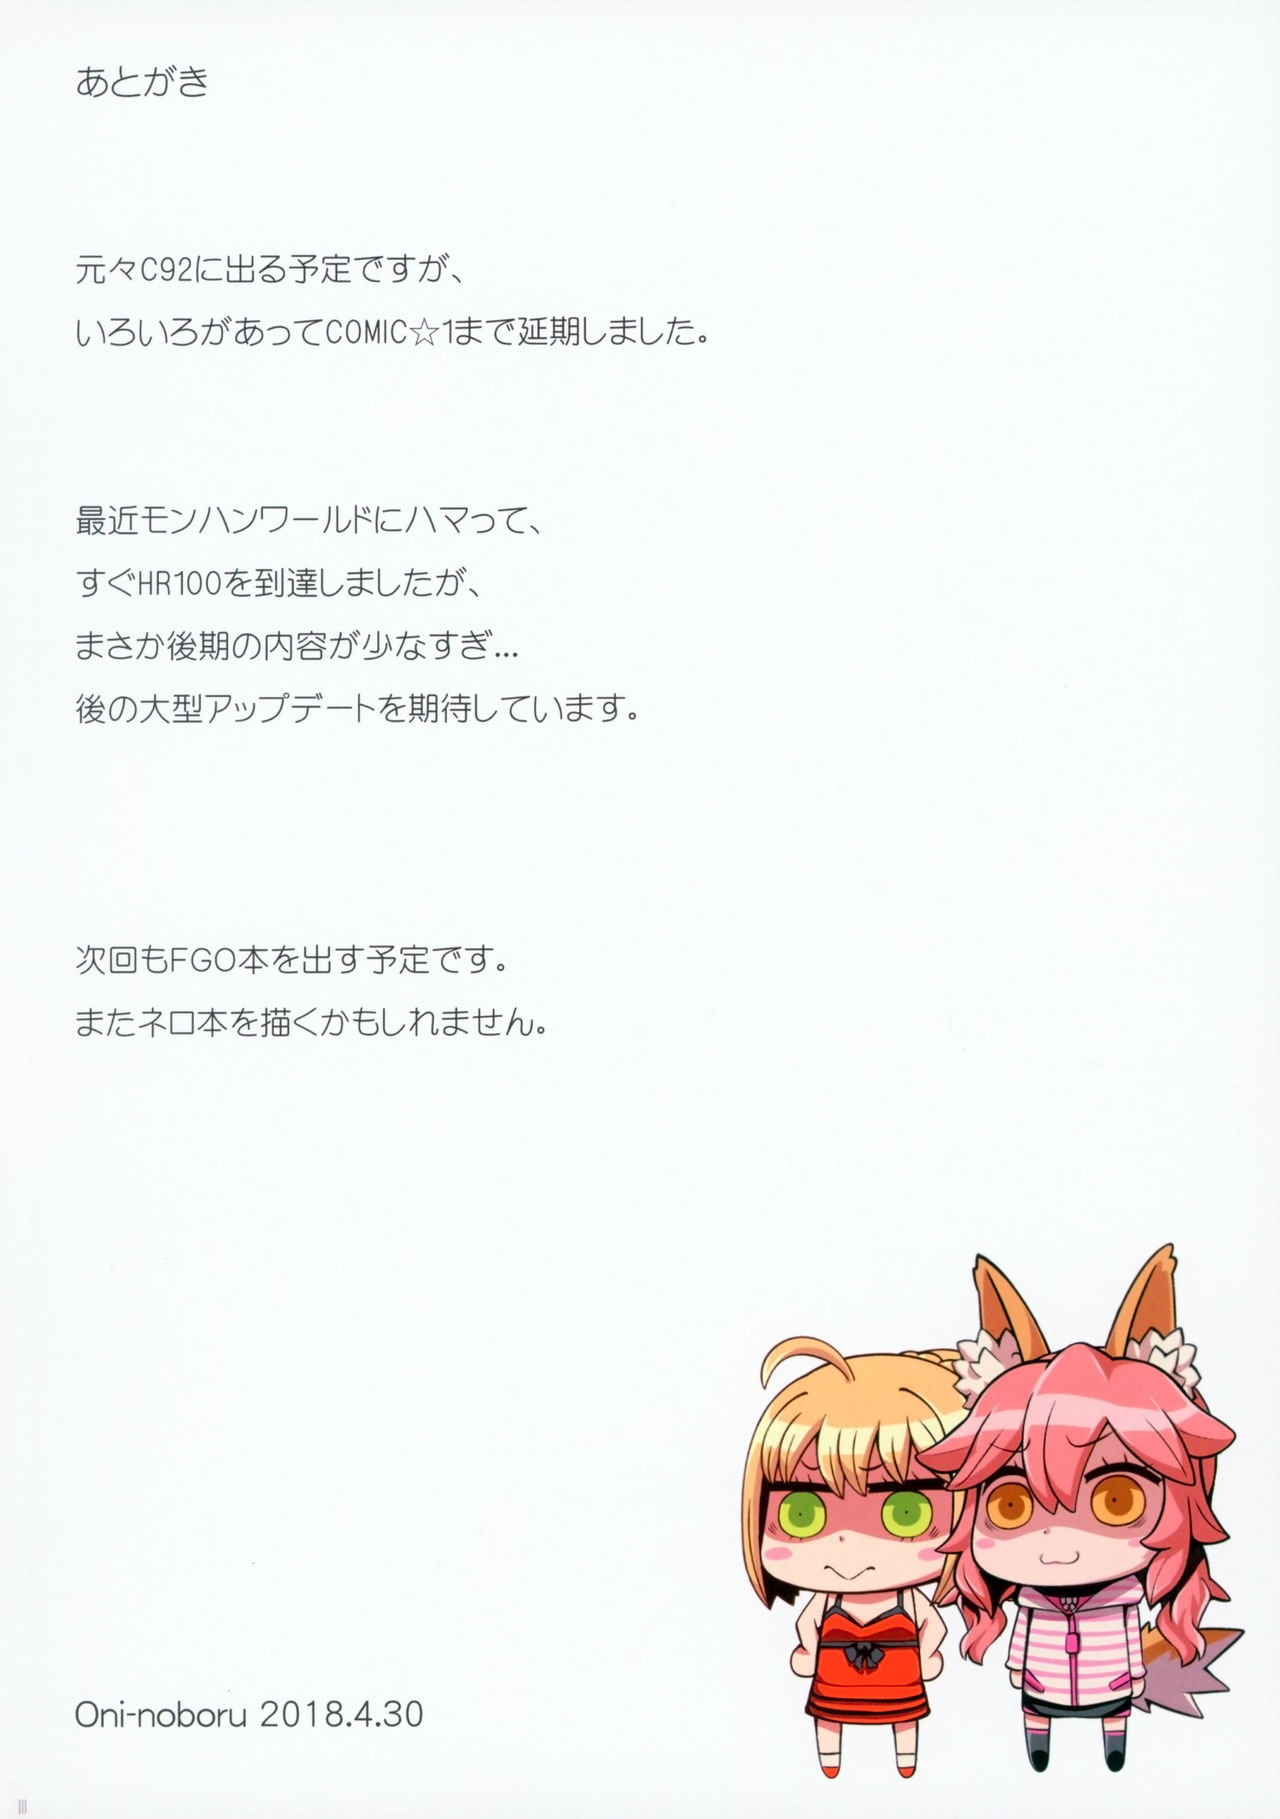 あとがき
元々C92に出る予定ですが、
いろいろがあってCOMIC☆1まで延期しました。
最近モンハンワールドにハマって、
すぐHR100を到達しましたが、
まさか後期の内容が少なすぎ...
後の大型アップデートを期待しています。
次回もFGO本を出す予定です。
またネロ本を描くかもしれません。
Oni-noboru 2018.4.30
18